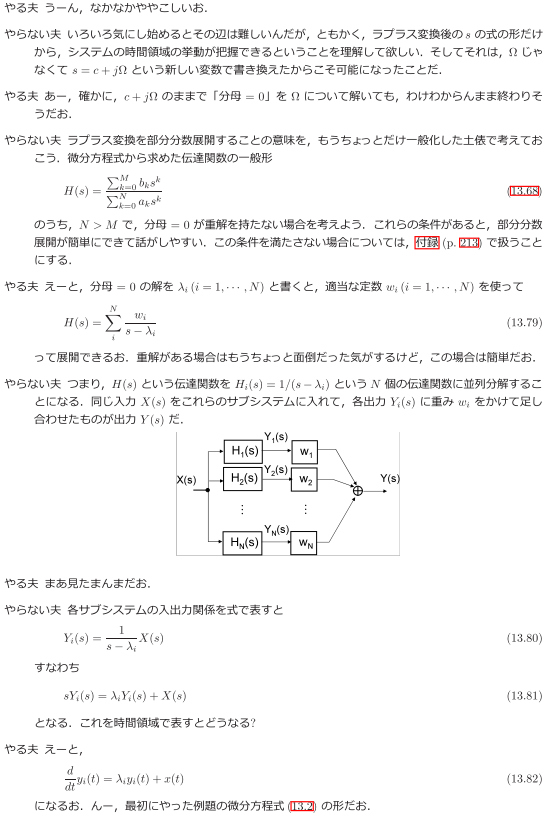 やる夫 うーん，なかなかややこしいお．
やらない夫 いろいろ気にし始めるとその辺は難しいんだが，ともかく，ラプラス変換後の s の式の形だけ
から，システムの時間領域の挙動が把握できるということを理解して欲しい．そしてそれは，Ω じゃ
なくて s = c + jΩ という新しい変数で書き換えたからこそ可能になったことだ．
やる夫 あー，確かに，c + jΩ のままで「分母 = 0」を Ω について解いても，わけわからんまま終わりそ
うだお．
やらない夫 ラプラス変換を部分分数展開することの意味を，もうちょっとだけ一般化した土俵で考えてお
こう．微分方程式から求めた伝達関数の一般形
H(s) = \frac{\sum_{k=0}^{M} b_k s^k}{\sum_{k=0}^{N} a_k s^k} (13.68)
のうち，N > M で，分母 = 0 が重解を持たない場合を考えよう．これらの条件があると，部分分数
展開が簡単にできて話がしやすい．この条件を満たさない場合については，付録 (p. 213) で扱うこと
にする．
やる夫 えーと，分母 = 0 の解を λ_i (i = 1, ⋯ , N) と書くと，適当な定数 w_i (i = 1, ⋯ , N) を使って
H(s) = \sum_{i}^{N} \frac{w_i}{s − λ_i} (13.79)
って展開できるお．重解がある場合はもうちょっと面倒だった気がするけど，この場合は簡単だお．
やらない夫 つまり，H(s) という伝達関数を H_i(s) = 1/(s − λ_i) という N 個の伝達関数に並列分解するこ
とになる．同じ入力 X(s) をこれらのサブシステムに入れて，各出力 Y_i(s) に重み w_i をかけて足し
合わせたものが出力 Y(s) だ．
X(s) H_1(s) Y_1(s) w_1 Y(s)
H_2(s) Y_2(s) w_2
⋮ ⋮
H_N(s) Y_N(s) w_N
やる夫 まあ見たまんまだお．
やらない夫 各サブシステムの入出力関係を式で表すと
Y_i(s) = \frac{1}{s − λ_i} X(s) (13.80)
すなわち
sY_i(s) = λ_i Y_i(s) + X(s) (13.81)
となる．これを時間領域で表すとどうなる?
やる夫 えーと，
\frac{d}{dt} y_i(t) = λ_i y_i(t) + x(t) (13.82)
になるお．んー，最初にやった例題の微分方程式 (13.2) の形だお．